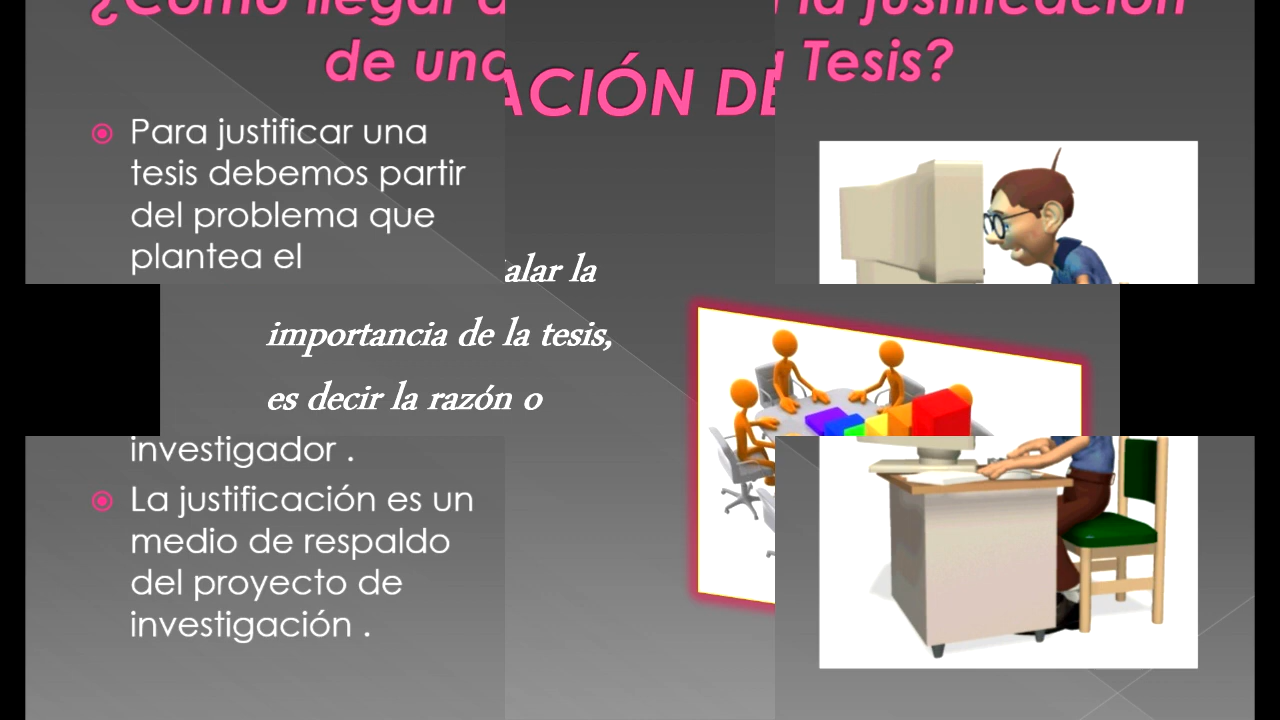 ¿Cómo llegar a la justificación
de una Tesis?
ACIÓN DE
Para justificar una
tesis debemos partir
del problema que
plantea el
alar la
importancia de la tesis,
es decir la razón o
investigador .
La justificación es un
medio de respaldo
del proyecto de
investigación .